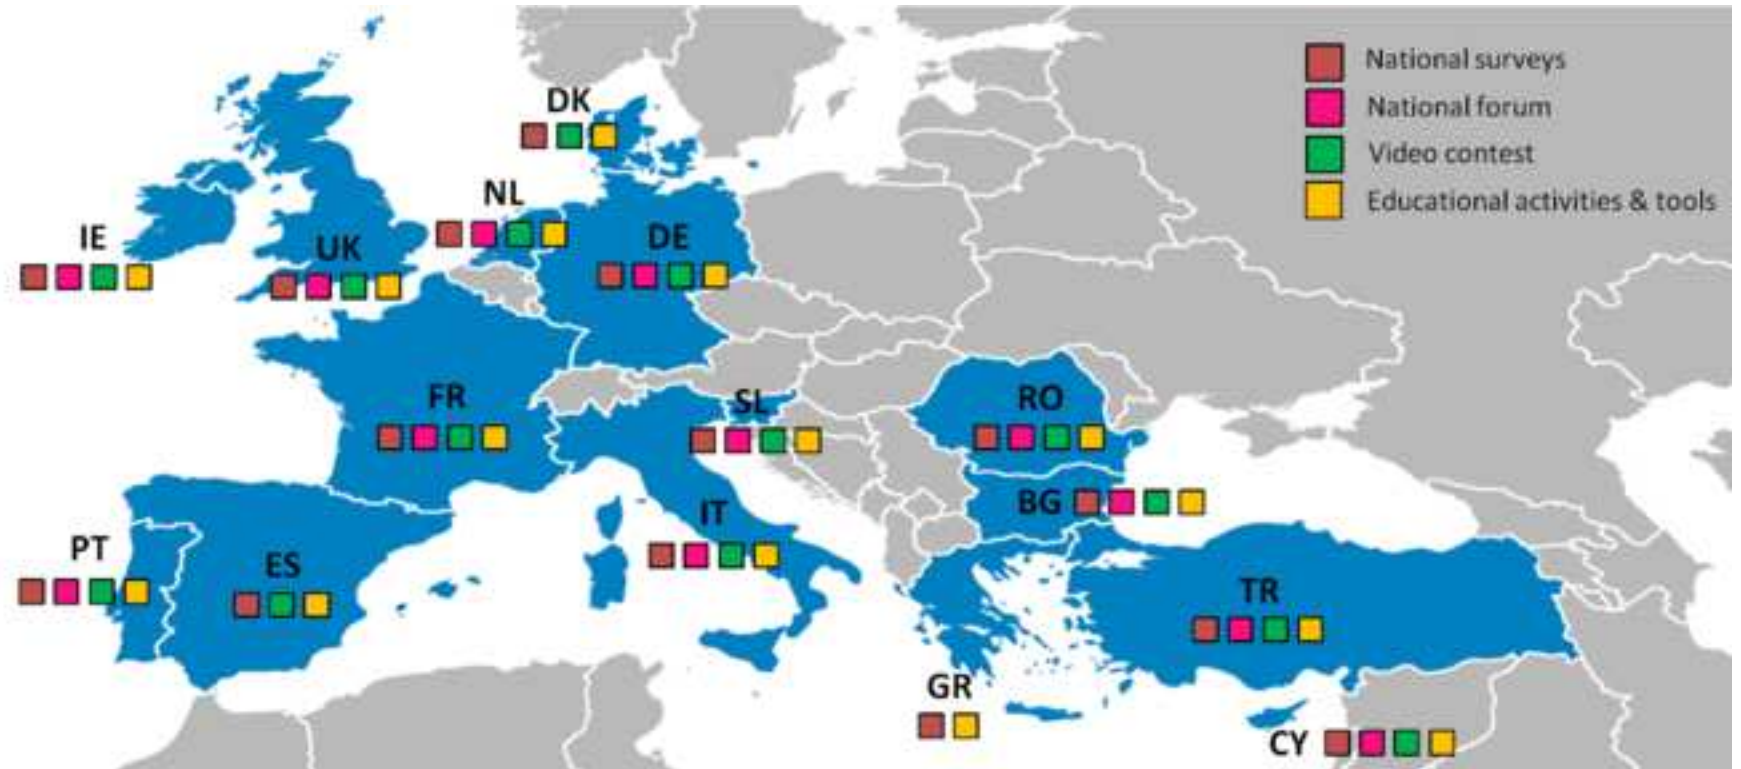 National surveys
National forum
Video contest
Educational activities & tools
DK
NL
IE
UK
DE
FR
SL
RO
BG
IT
PT
ES
TR
GR
CY